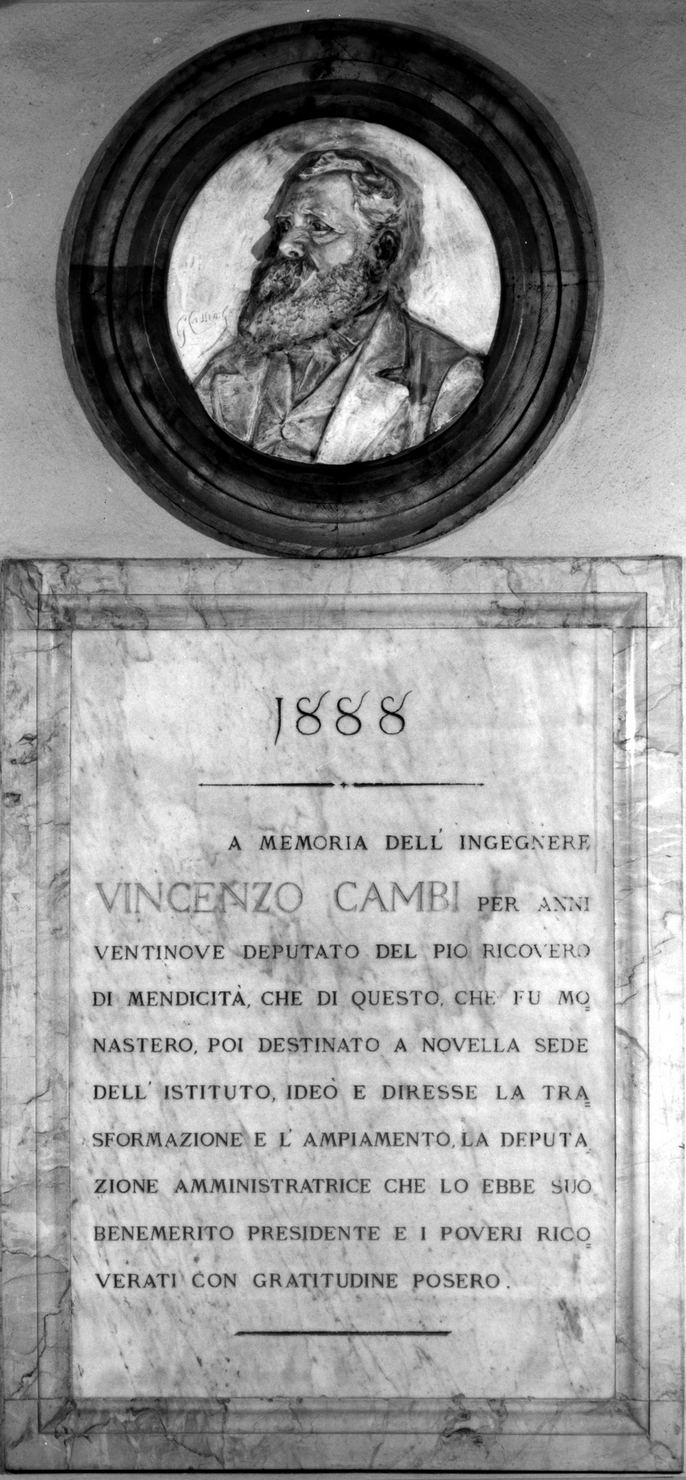 1888
A MEMORIA DELL' INGEGNERE
VINCENZO CAMBI PER ANNI
VENTINOVE DEPUTATO DEL PIO RICOVERO
DI MENDICITÀ, CHE DI QUESTO, CHE FU MO=
NASTERO, POI DESTINATO A NOVELLA SEDE
DELL' ISTITUTO, IDEÒ E DIRESSE LA TRA=
SFORMAZIONE E L' AMPIAMENTO, LA DEPUTA
ZIONE AMMINISTRATRICE CHE LO EBBE SUO
BENEMERITO PRESIDENTE E I POVERI RICO=
VERATI CON GRATITUDINE POSERO.